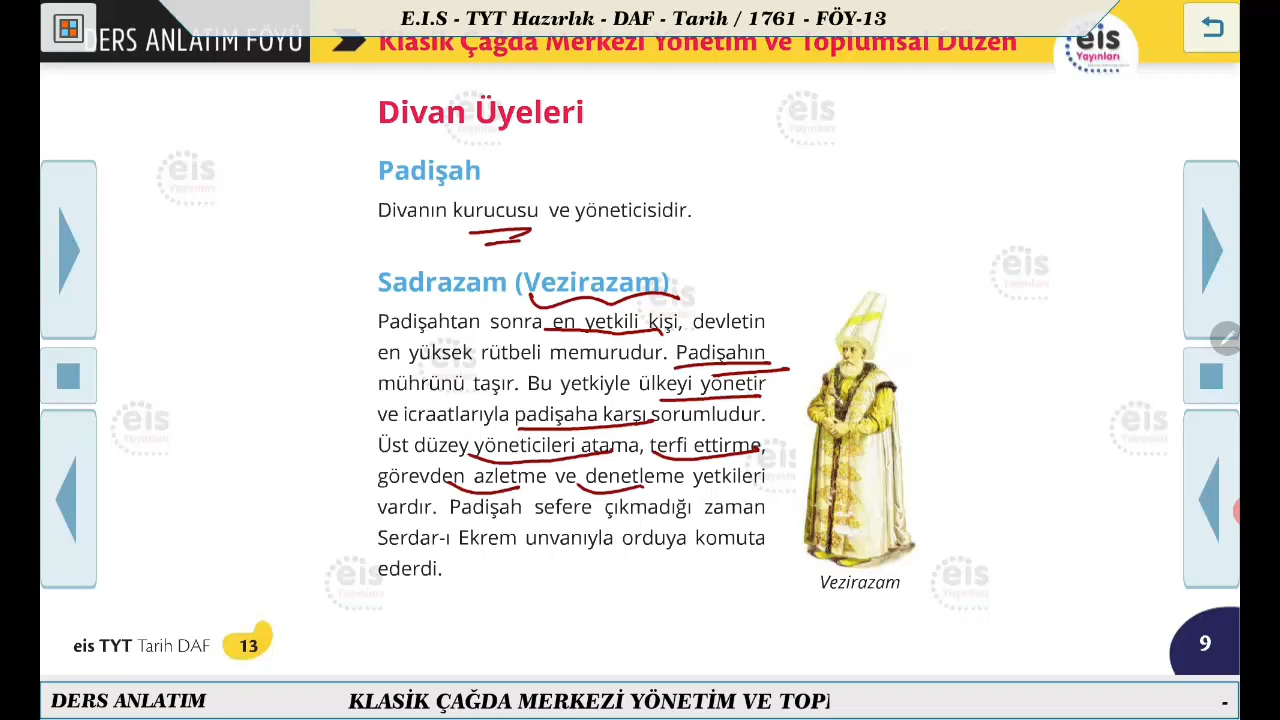 E.I.S - TYT Hazırlık - DAF - Tarih / 1761 - FÖY-13
DERS ANLATIM FÖYÜ
Klasik Çağda Merkezi Yönetim ve Toplumsal Düzen
eis
Yayınları
Divan Üyeleri
Padişah
Divanın kurucusu ve yöneticisidir.
Sadrazam (Vezirazam)
Padişahtan sonra en yetkili kişi, devletin
en yüksek rütbeli memurudur. Padişahın
mührünü taşır. Bu yetkiyle ülkeyi yönetir
ve icraatlarıyla padişaha karşı sorumludur.
Üst düzey yöneticileri atama, terfi ettirme,
görevden azletme ve denetleme yetkileri
vardır. Padişah sefere çıkmadığı zaman
Serdar-ı Ekrem unvanıyla orduya komuta
ederdi.
Vezirazam
eis TYT Tarih DAF 13
9
DERS ANLATIM KLASİK ÇAĞDA MERKEZİ YÖNETİM VE TOPI -